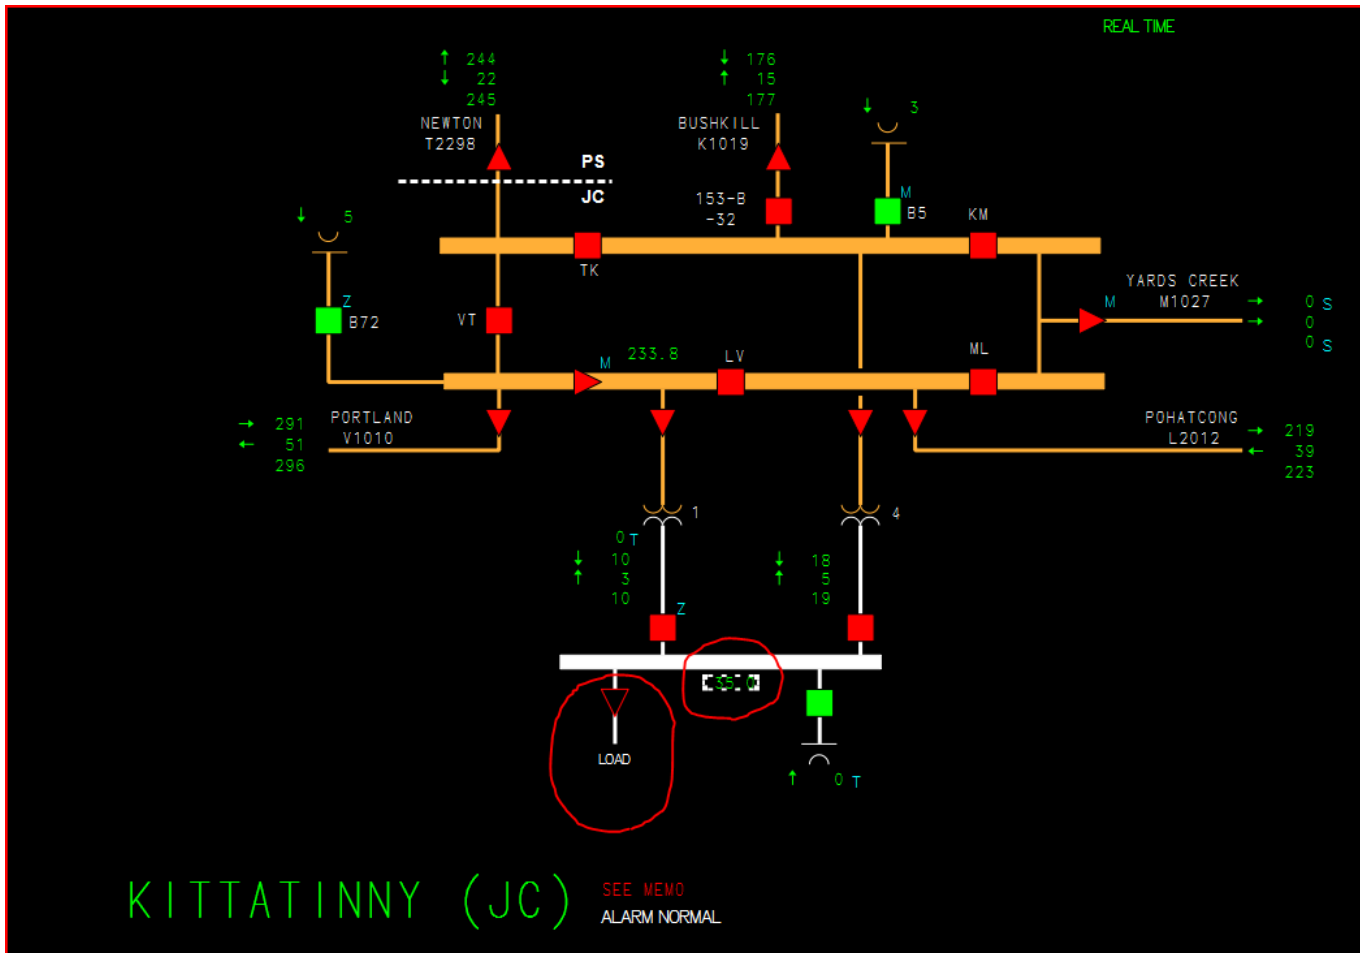 REAL TIME
↑ 244
↓ 22
245
NEWTON
T2298
PS
JC
↓ 176
↑ 15
177
BUSHKILL
K1019
153-B
-32
↓ 3
M
B5
KM
TK
↓ 5
Z
B72
VT
YARDS CREEK
M1027
M
→ 0 S
→ 0
0 S
M
233.8
LV
ML
PORTLAND
V1010
→ 291
← 51
296
POHATCONG
L2012
→ 219
← 39
223
1
4
0 T
↓ 10
↑ 3
10
Z
↓ 18
↑ 5
19
35.0
LOAD
↑ 0 T
KITTATINNY (JC)
SEE MEMO
ALARM NORMAL